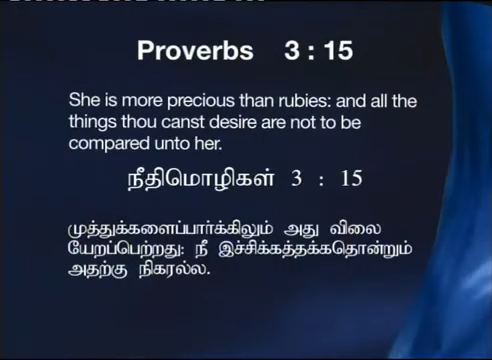 Proverbs 3 : 15
She is more precious than rubies: and all the
things thou canst desire are not to be
compared unto her.
நீதிமொழிகள் 3 : 15
முத்துக்களைப்பார்க்கிலும் அது விலை
யேறப்பெற்றது: நீ இச்சிக்கத்தக்கதொன்றும்
அதற்கு நிகரல்ல.